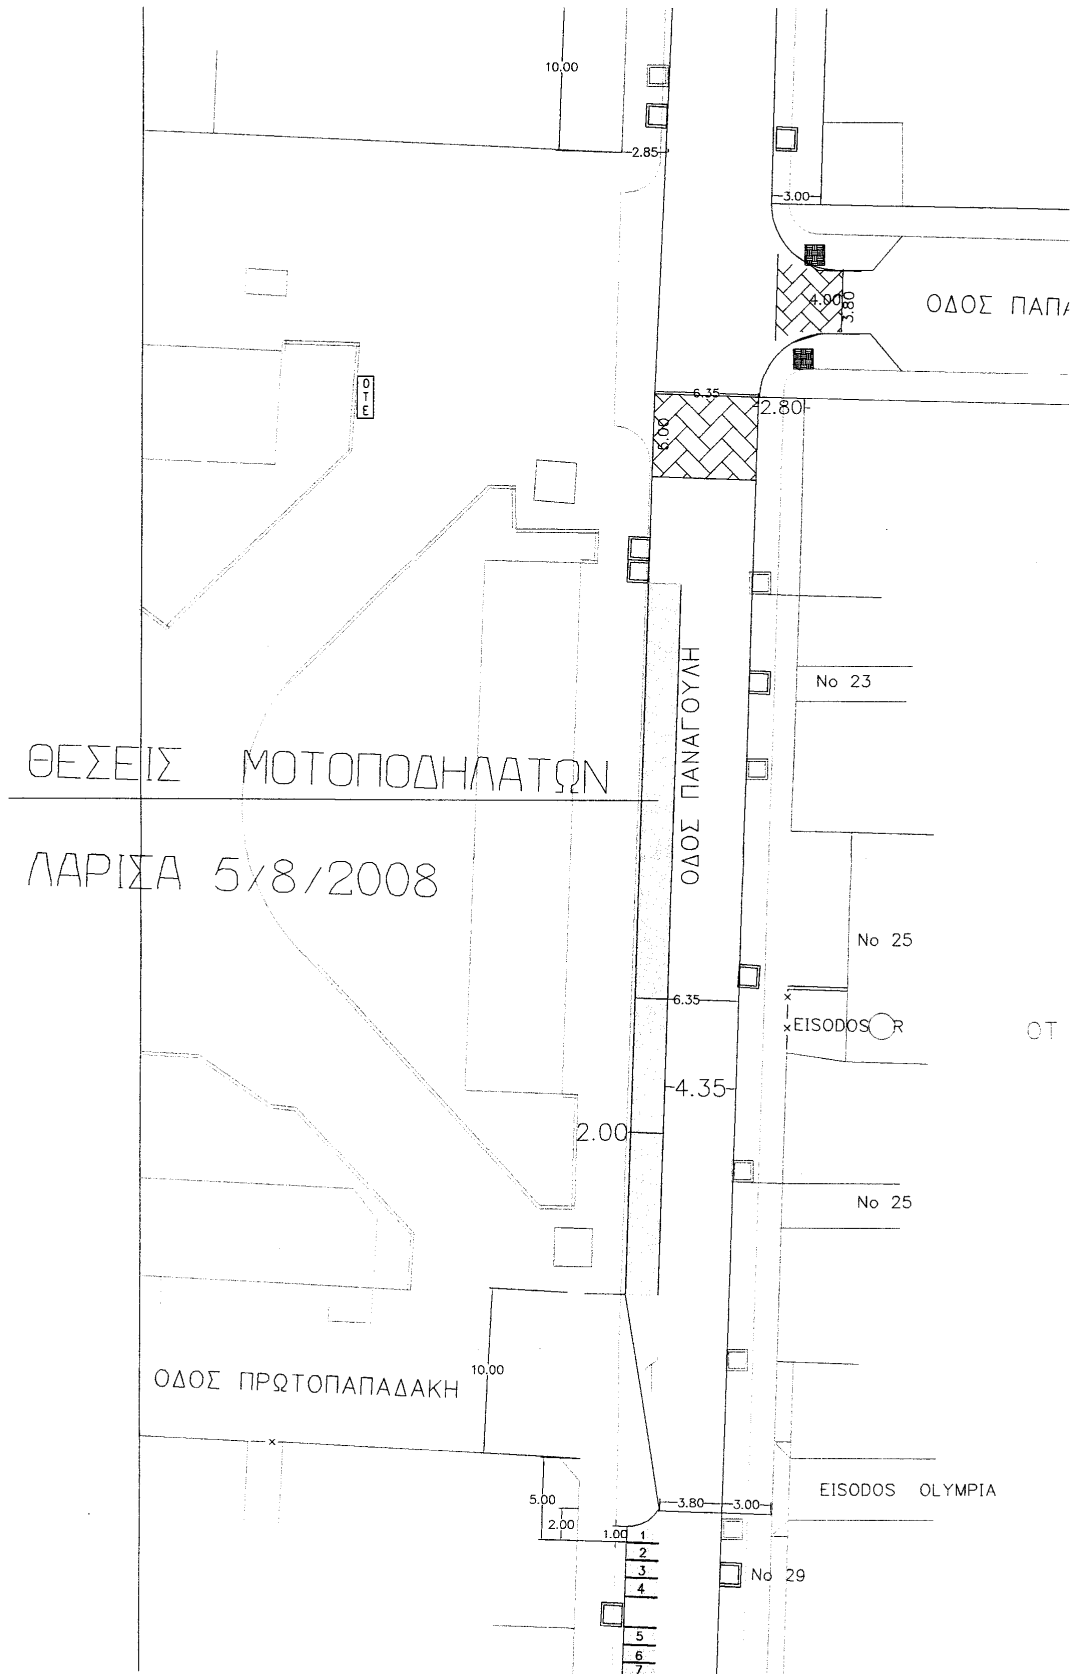 10.00
2.85
3.00
4.00
3.80
ΟΔΟΣ ΠΑΠΑ
ΟΤΕ
6.35
2.80
5.00
ΟΔΟΣ ΠΑΝΑΓΟΥΛΗ
No 23
ΘΕΣΕΙΣ ΜΟΤΟΠΟΔΗΛΑΤΩΝ
ΛΑΡΙΣΑ 5/8/2008
No 25
6.35
EISODOS R
OT
4.35
2.00
No 25
10.00
ΟΔΟΣ ΠΡΩΤΟΠΑΠΑΔΑΚΗ
EISODOS OLYMPIA
5.00
2.00
1.00
3.80
3.00
1
2
3
4
No 29
5
6
7